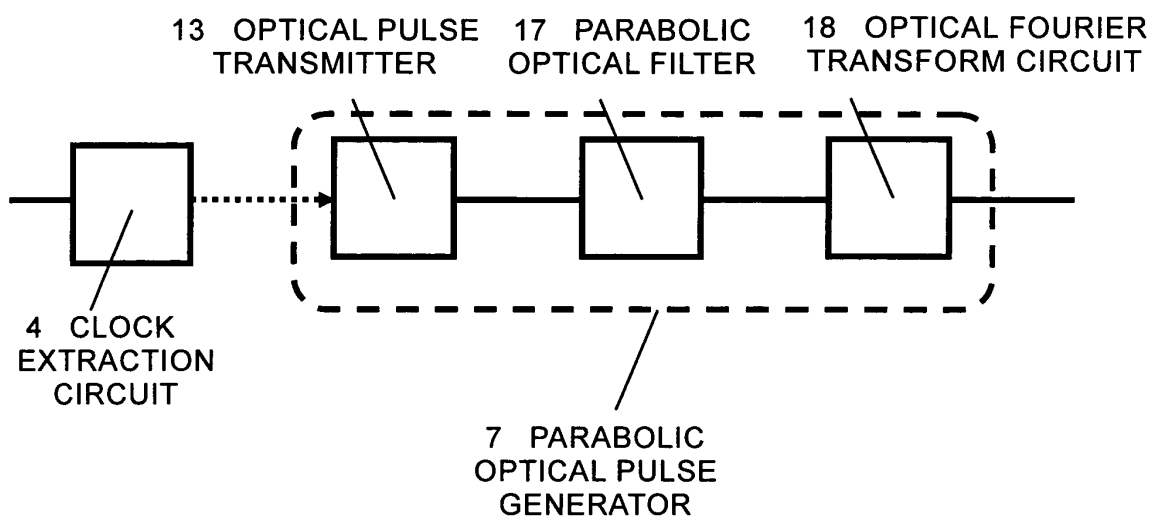 13 OPTICAL PULSE
TRANSMITTER
17 PARABOLIC
OPTICAL FILTER
18 OPTICAL FOURIER
TRANSFORM CIRCUIT
4 CLOCK
EXTRACTION
CIRCUIT
7 PARABOLIC
OPTICAL PULSE
GENERATOR